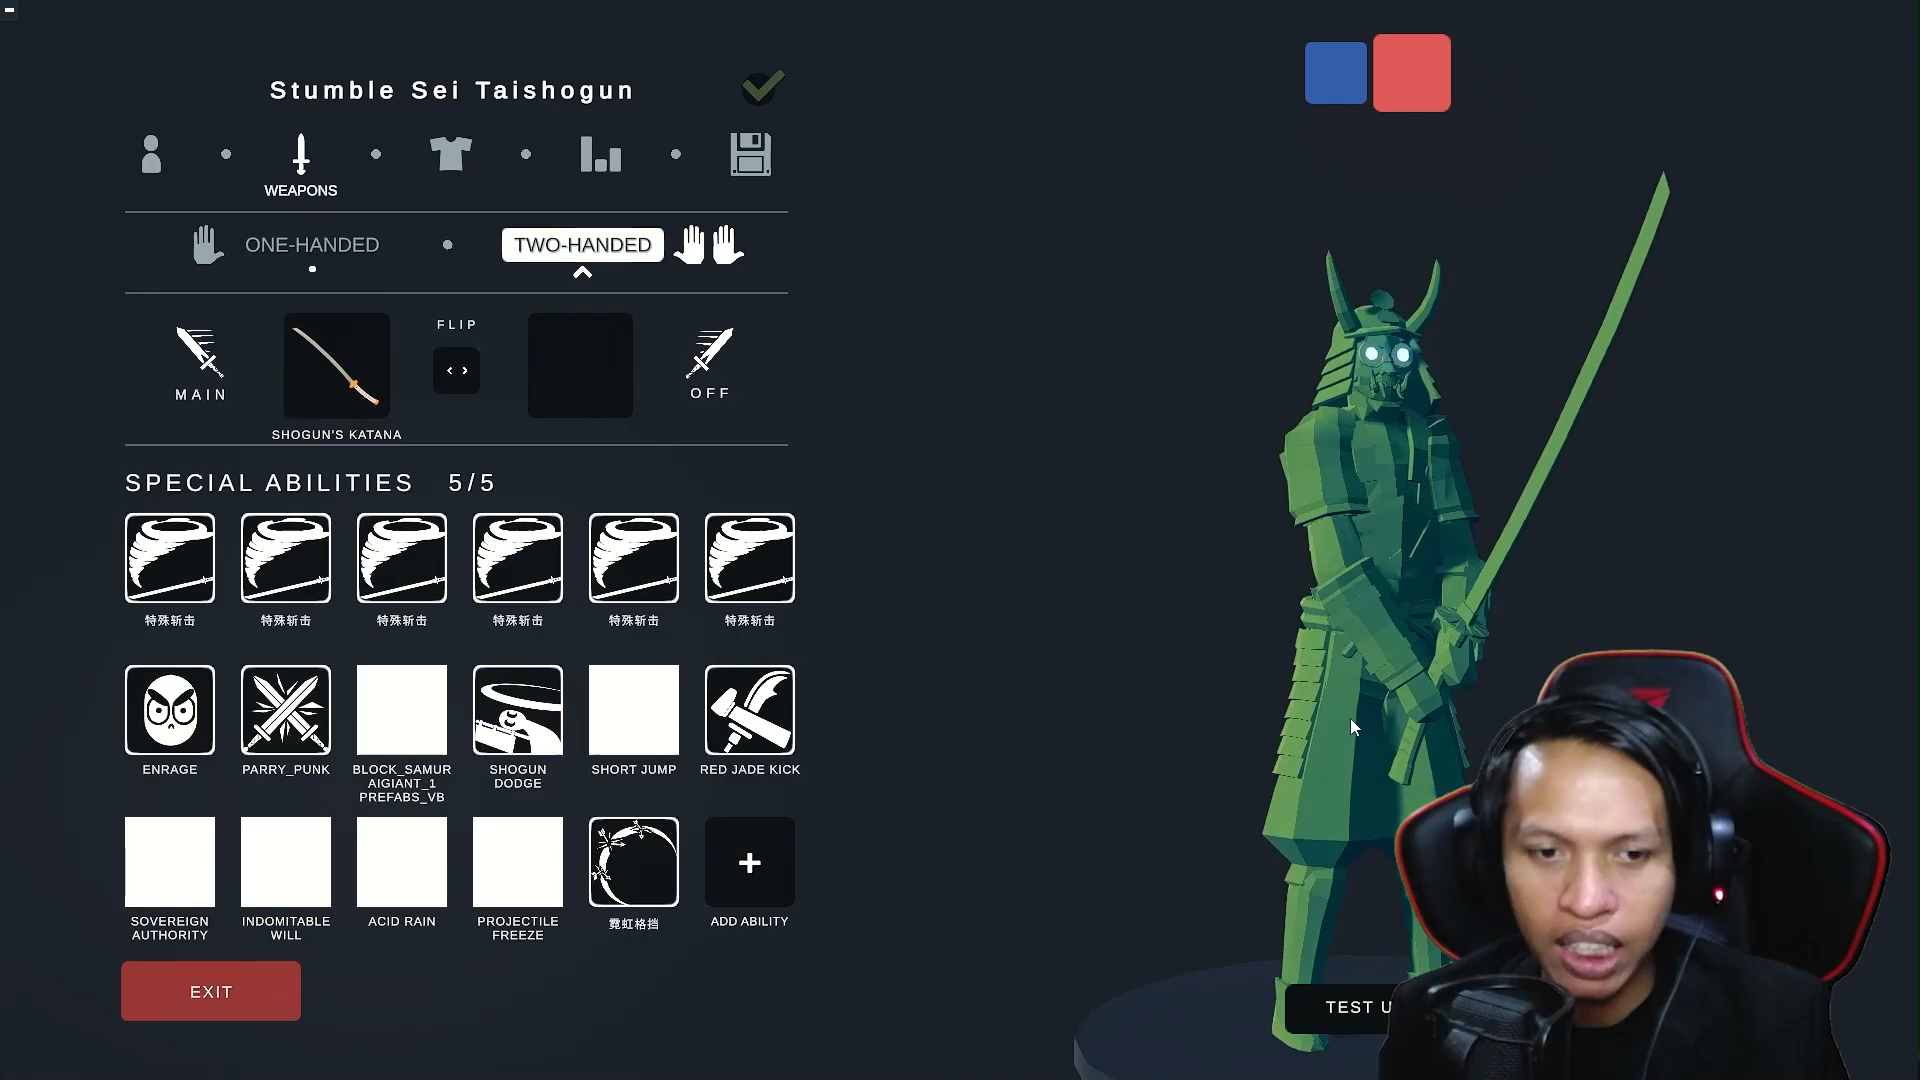 Stumble Sei Taishogun
WEAPONS
ONE-HANDED
TWO-HANDED
FLIP
MAIN
OFF
SHOGUN'S KATANA
SPECIAL ABILITIES 5/5
特殊斩击 特殊斩击 特殊斩击 特殊斩击 特殊斩击 特殊斩击
ENRAGE
PARRY_PUNK
BLOCK_SAMUR
AIGIANT_1
PREFABS_VB
SHOGUN
DODGE
SHORT JUMP
RED JADE KICK
SOVEREIGN
AUTHORITY
INDOMITABLE
WILL
ACID RAIN
PROJECTILE
FREEZE
霓虹格挡
ADD ABILITY
EXIT
TEST U